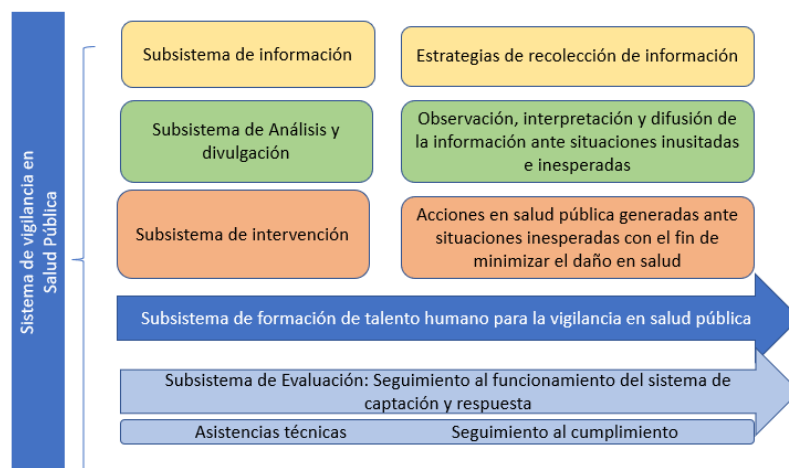 Sistema de vigilancia en
Salud Pública
Subsistema de información
Estrategias de recolección de información
Subsistema de Análisis y
divulgación
Observación, interpretación y difusión de
la información ante situaciones inusitadas
e inesperadas
Subsistema de intervención
Acciones en salud pública generadas ante
situaciones inesperadas con el fin de
minimizar el daño en salud
Subsistema de formación de talento humano para la vigilancia en salud pública
Subsistema de Evaluación: Seguimiento al funcionamiento del sistema de
captación y respuesta
Asistencias técnicas
Seguimiento al cumplimiento